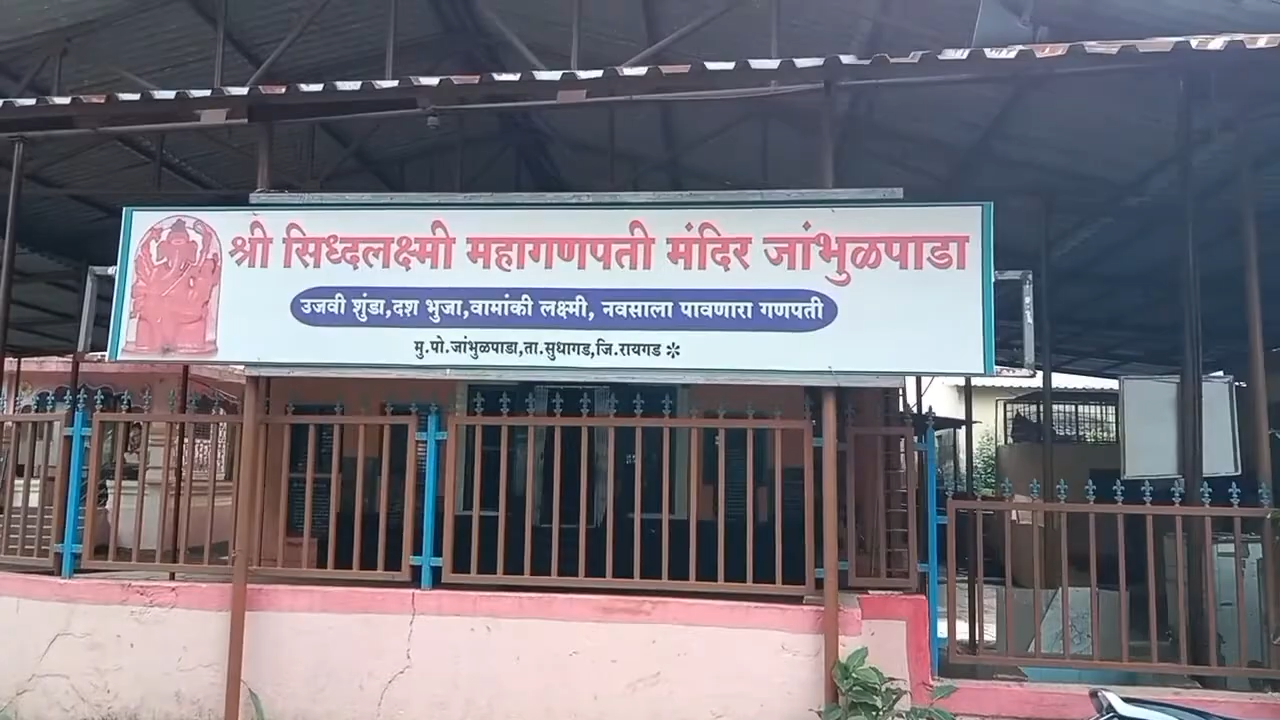 श्री सिध्दलक्ष्मी महागणपती मंदिर जांभुळपाडा
उजवी शुंडा,दश भुजा,वामांकी लक्ष्मी, नवसाला पावणारा गणपती
मु.पो.जांभुळपाडा,ता.सुधागड,जि.रायगड